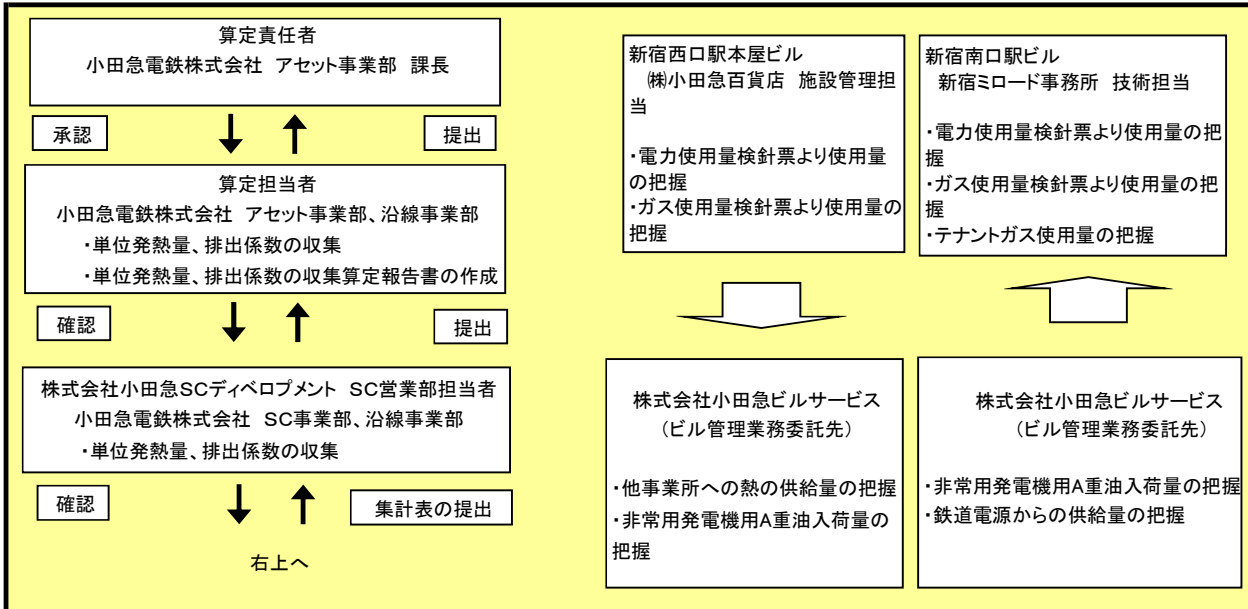 算定責任者
小田急電鉄株式会社 アセット事業部 課長
承認
提出
算定担当者
小田急電鉄株式会社 アセット事業部、沿線事業部
・単位発熱量、排出係数の収集
・単位発熱量、排出係数の収集算定報告書の作成
確認
提出
株式会社小田急SCディベロプメント SC営業部担当者
小田急電鉄株式会社 SC事業部、沿線事業部
・単位発熱量、排出係数の収集
確認
集計表の提出
右上へ
新宿西口駅本屋ビル
㈱小田急百貨店 施設管理担
当
・電力使用量検針票より使用量
の把握
・ガス使用量検針票より使用量の
把握
新宿南口駅ビル
新宿ミロード事務所 技術担当
・電力使用量検針票より使用量の把
握
・ガス使用量検針票より使用量の把
握
・テナントガス使用量の把握
株式会社小田急ビルサービス
（ビル管理業務委託先）
・他事業所への熱の供給量の把握
・非常用発電機用A重油入荷量の
把握
株式会社小田急ビルサービス
（ビル管理業務委託先）
・非常用発電機用A重油入荷量の把握
・鉄道電源からの供給量の把握